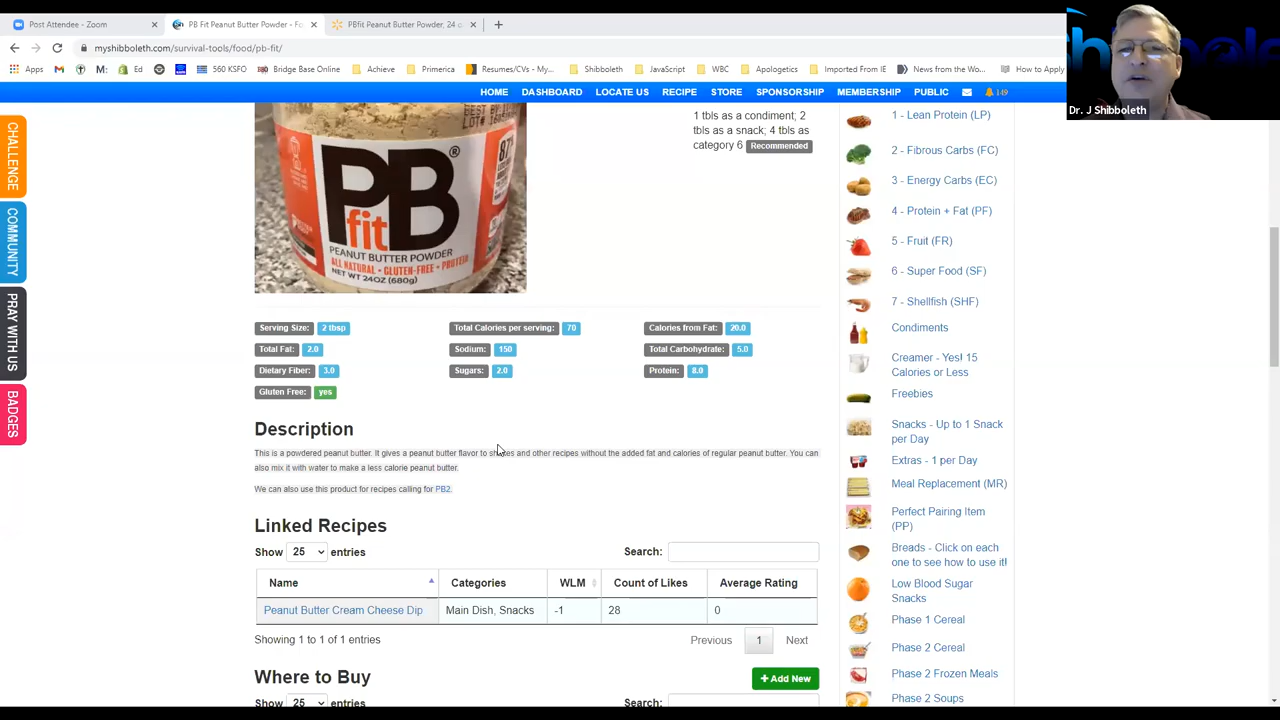 Post Attendee - Zoom
PB Fit Peanut Butter Powder - Fo
PBfit Peanut Butter Powder, 24 o
myshibboleth.com/survival-tools/food/pb-fit/
Apps
M:
Ed
560 KSFO
Bridge Base Online
Achieve
Primerica
Resumes/CVs - My...
Shibboleth
JavaScript
WBC
Apologetics
Imported From IE
News from the Wo...
How to Apply
Dr. J Shibboleth
HOME DASHBOARD LOCATE US RECIPE STORE SPONSORSHIP MEMBERSHIP PUBLIC 149
CHALLENGE
COMMUNITY
PRAY WITH US
BADGES
PB
fit
®
PEANUT BUTTER POWDER
ALL NATURAL • GLUTEN-FREE • PROTEIN
NET WT 24OZ (680g)
1 tbls as a condiment; 2
tbls as a snack; 4 tbls as
category 6 Recommended
Serving Size: 2 tbsp Total Calories per serving: 70 Calories from Fat: 20.0
Total Fat: 2.0 Sodium: 150 Total Carbohydrate: 5.0
Dietary Fiber: 3.0 Sugars: 2.0 Protein: 8.0
Gluten Free: yes
Description
This is a powdered peanut butter. It gives a peanut butter flavor to shakes and other recipes without the added fat and calories of regular peanut butter. You can
also mix it with water to make a less calorie peanut butter.
We can also use this product for recipes calling for PB2.
Linked Recipes
Show 25 entries Search:
Name Categories WLM Count of Likes Average Rating
Peanut Butter Cream Cheese Dip Main Dish, Snacks -1 28 0
Showing 1 to 1 of 1 entries Previous 1 Next
Where to Buy + Add New
Show 25 entries Search:
1 - Lean Protein (LP)
2 - Fibrous Carbs (FC)
3 - Energy Carbs (EC)
4 - Protein + Fat (PF)
5 - Fruit (FR)
6 - Super Food (SF)
7 - Shellfish (SHF)
Condiments
Creamer - Yes! 15
Calories or Less
Freebies
Snacks - Up to 1 Snack
per Day
Extras - 1 per Day
Meal Replacement (MR)
Perfect Pairing Item
(PP)
Breads - Click on each
one to see how to use it!
Low Blood Sugar
Snacks
Phase 1 Cereal
Phase 2 Cereal
Phase 2 Frozen Meals
Phase 2 Soups